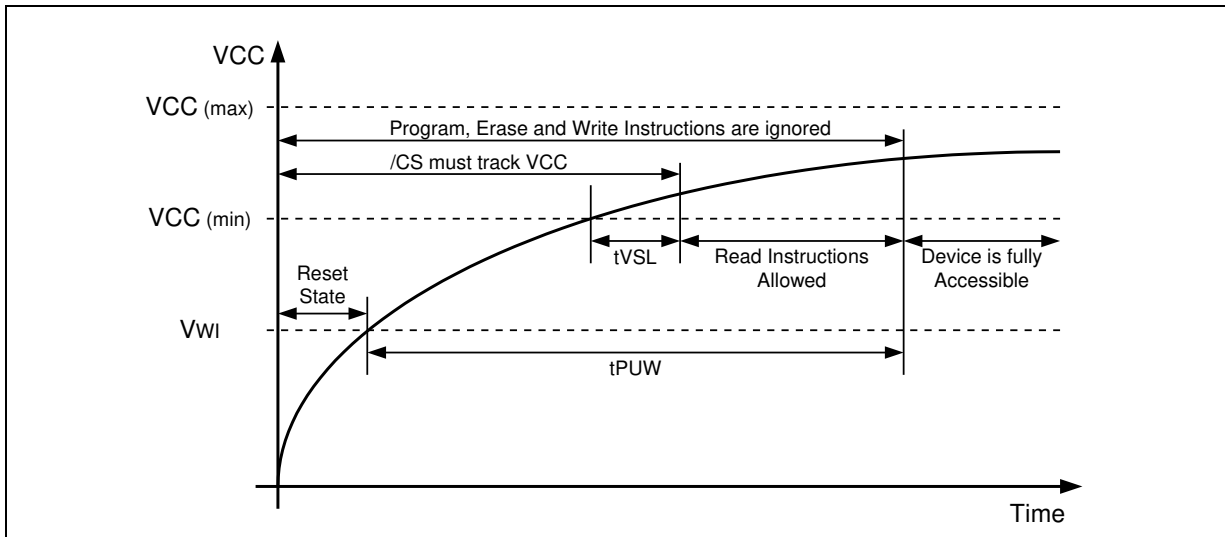 VCC
VCC (max)
Program, Erase and Write Instructions are ignored
/CS must track VCC
VCC (min)
tVSL
Read Instructions
Allowed
Device is fully
Accessible
Reset
State
VWI
tPUW
Time